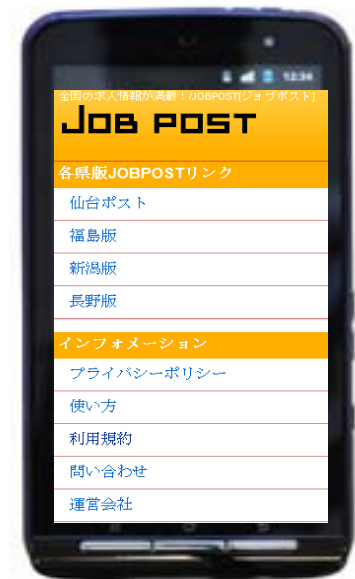 12:34
全国の求人情報が満載！JOBPOST[ジョブポスト]
JOB POST
各県版JOBPOSTリンク
仙台ポスト
福島版
新潟版
長野版
インフォメーション
プライバシーポリシー
使い方
利用規約
問い合わせ
運営会社